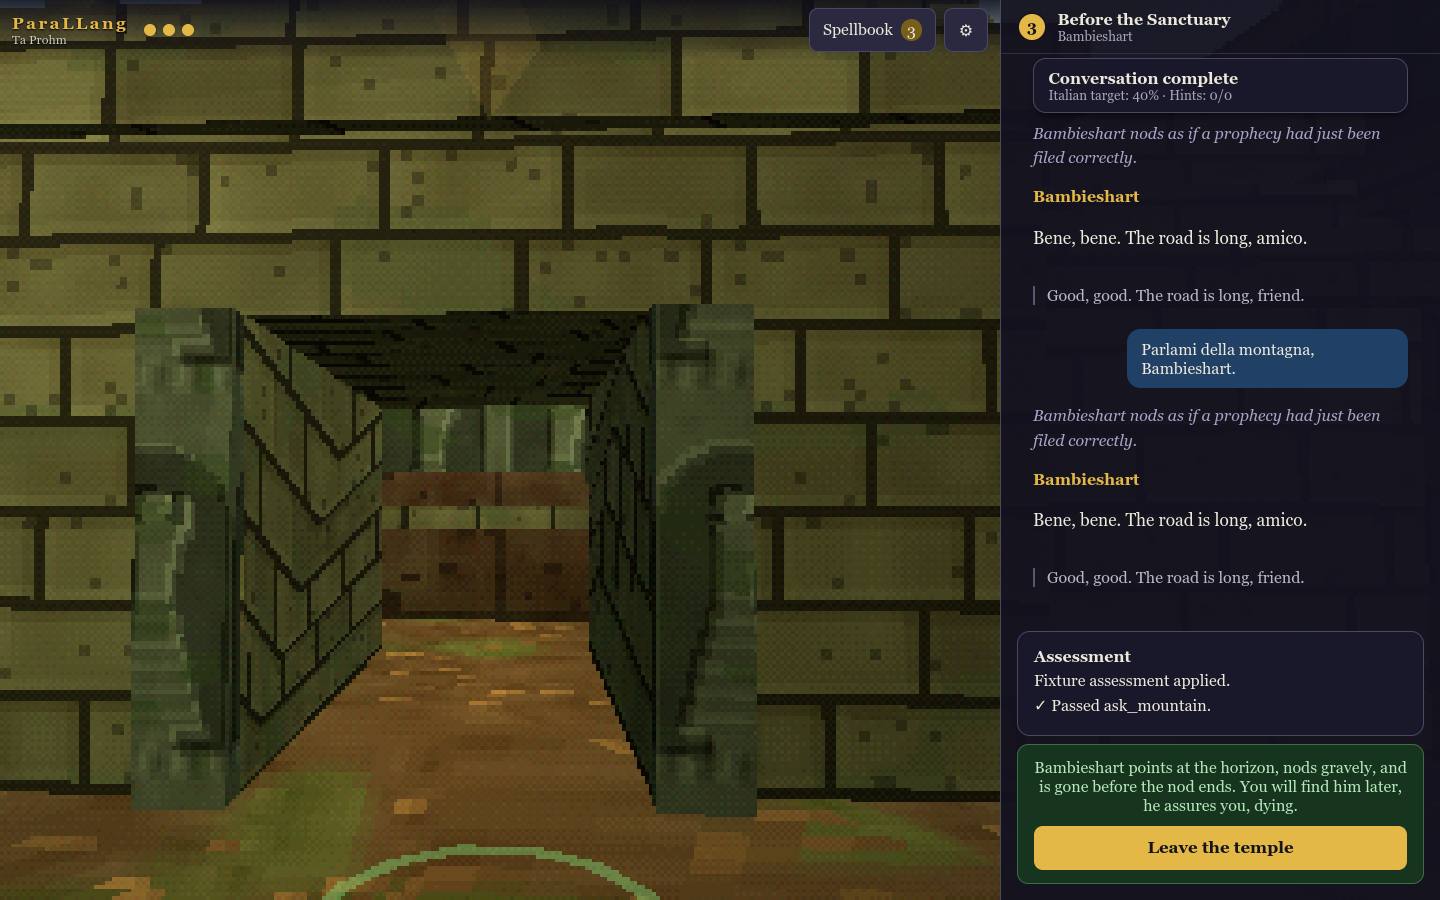 ParaLLang
Ta Prohm
Spellbook 3
3
Before the Sanctuary
Bambieshart
Conversation complete
Italian target: 40% · Hints: 0/0
Bambieshart nods as if a prophecy had just been
filed correctly.
Bambieshart
Bene, bene. The road is long, amico.
Good, good. The road is long, friend.
Parlami della montagna,
Bambieshart.
Bambieshart nods as if a prophecy had just been
filed correctly.
Bambieshart
Bene, bene. The road is long, amico.
Good, good. The road is long, friend.
Assessment
Fixture assessment applied.
✓ Passed ask_mountain.
Bambieshart points at the horizon, nods gravely, and
is gone before the nod ends. You will find him later,
he assures you, dying.
Leave the temple